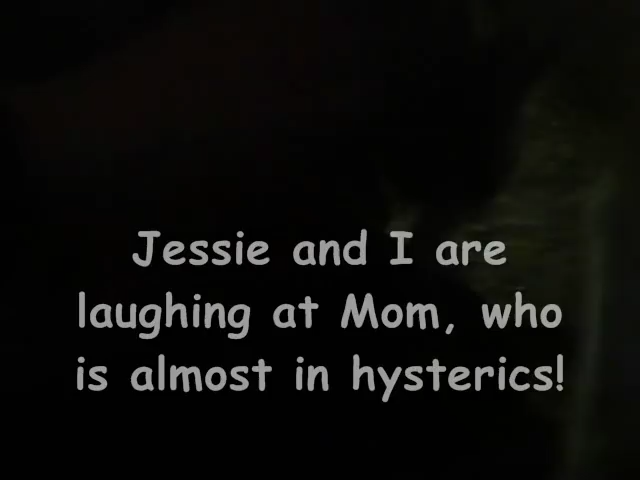 Jessie and I are
laughing at Mom, who
is almost in hysterics!